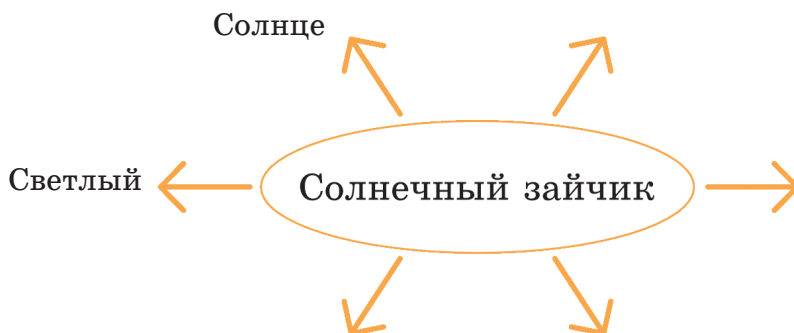 Солнце
Светлый
Солнечный зайчик